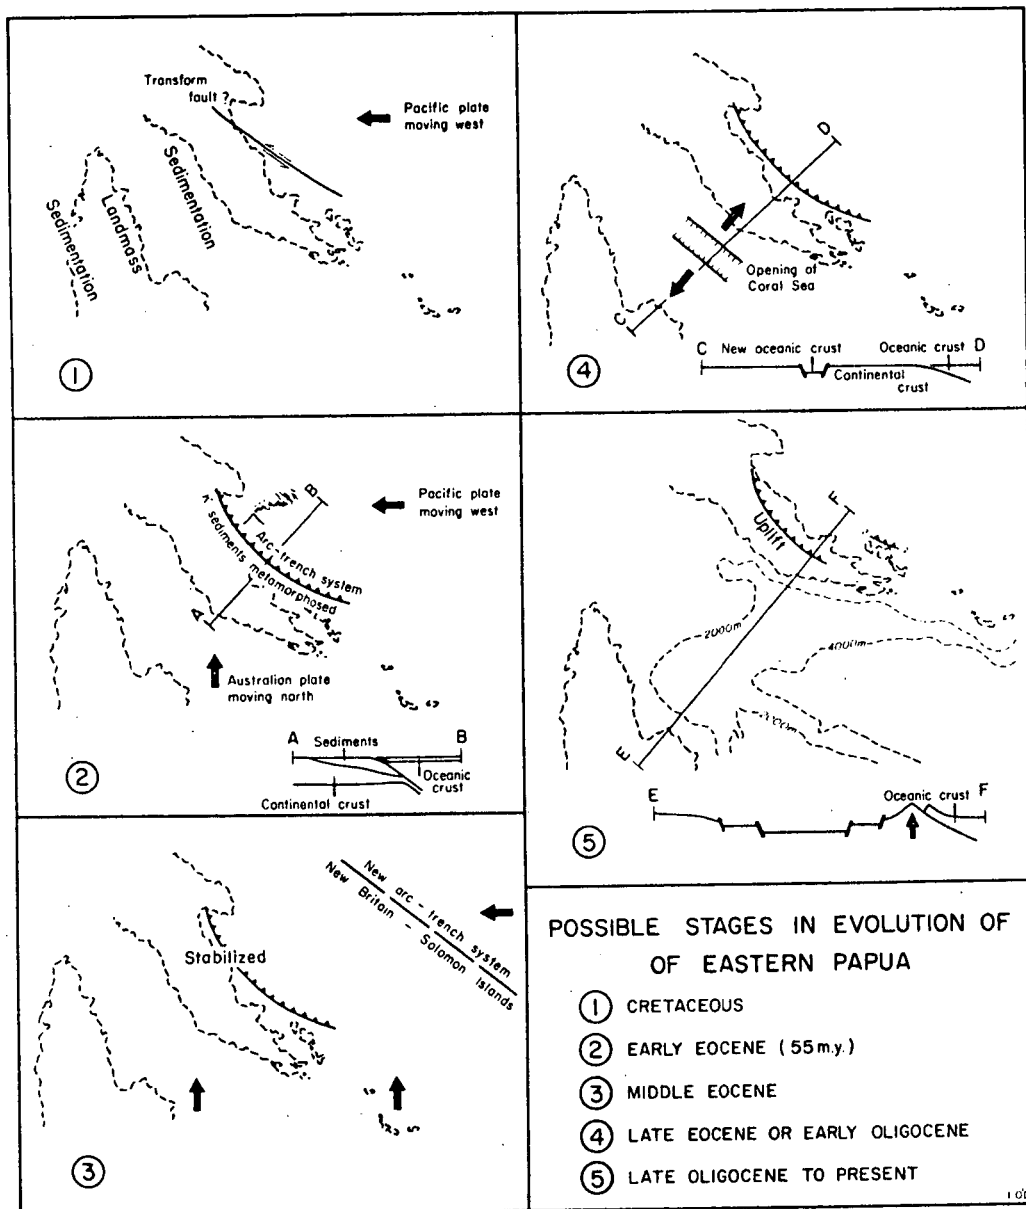 Transform
fault ?
Pacific plate
moving west
Sedimentation
Landmass
Sedimentation
1
Pacific plate
moving west
B
Arc-trench system
K sediments metamorphosed
A
Australian plate
moving north
A
B
Sediments
Oceanic
crust
Continental crust
2
New arc - trench system
New Britain - Solomon Islands
Stabilized
3
D
Opening of
Coral Sea
C
C
New oceanic crust
Oceanic crust
D
Continental
crust
4
F
Uplift
2000m
4000m
E
E
Oceanic crust
F
5
POSSIBLE STAGES IN EVOLUTION OF
OF EASTERN PAPUA
1 CRETACEOUS
2 EARLY EOCENE (55 m.y.)
3 MIDDLE EOCENE
4 LATE EOCENE OR EARLY OLIGOCENE
5 LATE OLIGOCENE TO PRESENT